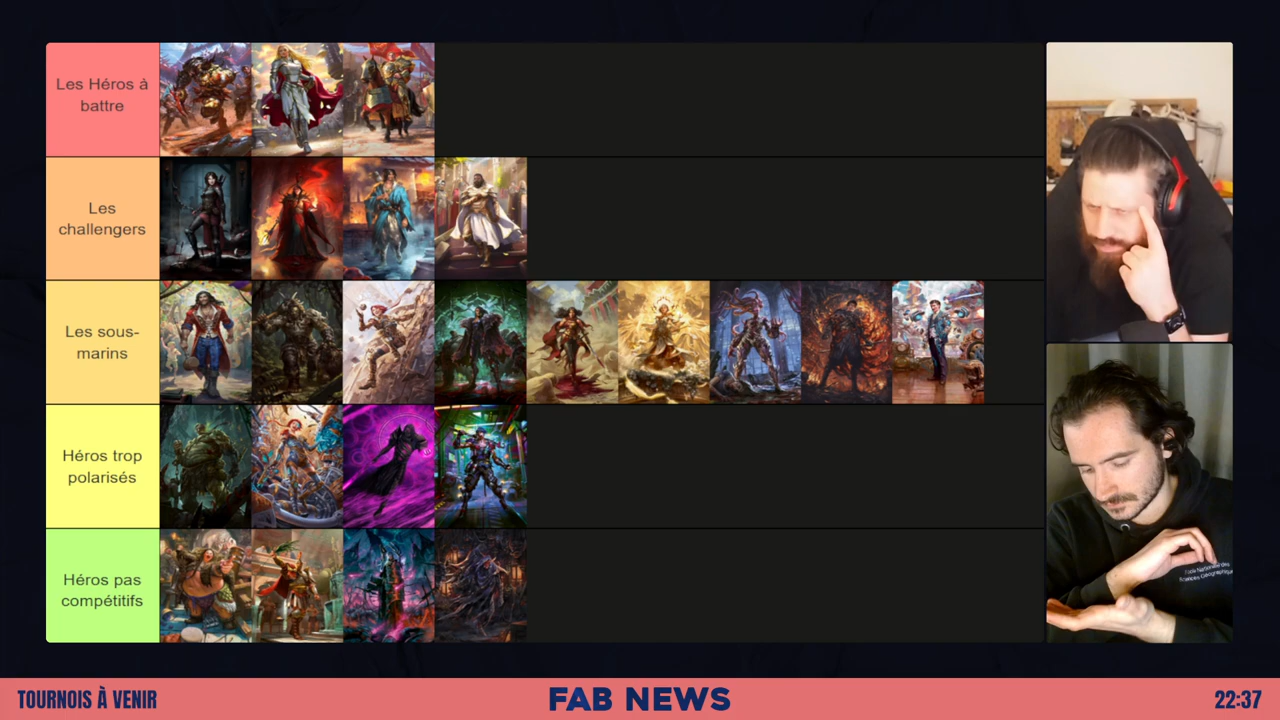 Les Héros à
battre
Les
challengers
Les sous-
marins
Héros trop
polarisés
Héros pas
compétitifs
TOURNOIS À VENIR
FAB NEWS
22:37